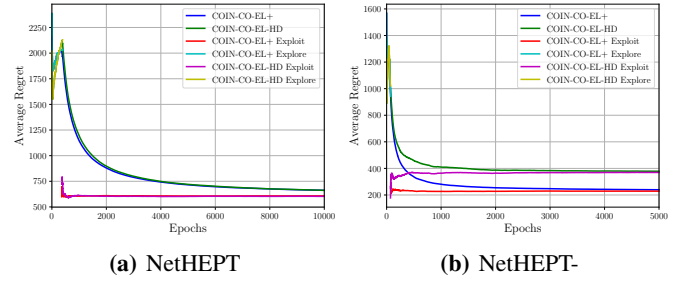 2250
2000
1750
1500
1250
1000
750
500
Average Regret
0
2000
4000
6000
8000
10000
Epochs
COIN-CO-EL+
COIN-CO-EL-HD
COIN-CO-EL+ Exploit
COIN-CO-EL+ Explore
COIN-CO-EL-HD Exploit
COIN-CO-EL-HD Explore
(a) NetHEPT
1600
1400
1200
1000
800
600
400
200
Average Regret
0
1000
2000
3000
4000
5000
Epochs
COIN-CO-EL+
COIN-CO-EL-HD
COIN-CO-EL+ Exploit
COIN-CO-EL+ Explore
COIN-CO-EL-HD Exploit
COIN-CO-EL-HD Explore
(b) NetHEPT-